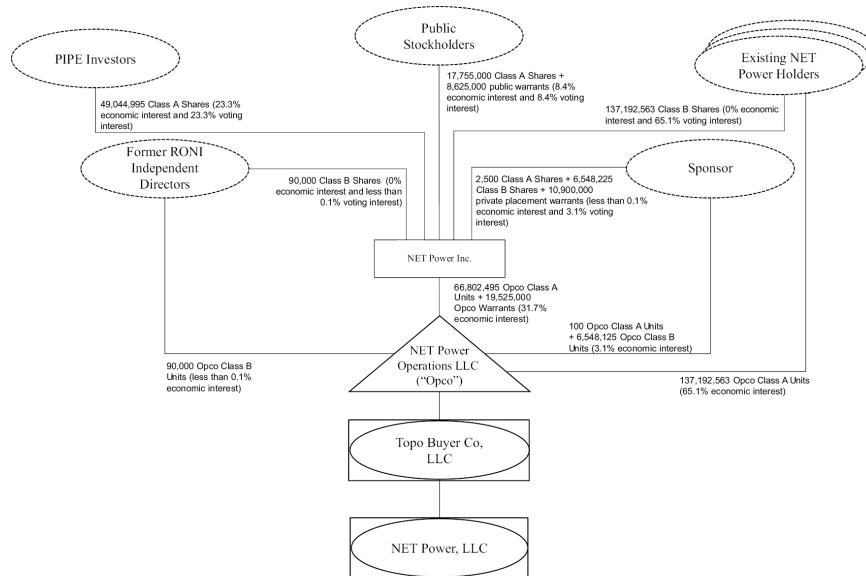 Public
Stockholders
PIPE Investors
Existing NET
Power Holders
17,755,000 Class A Shares +
8,625,000 public warrants (8.4%
economic interest and 8.4% voting
interest)
49,044,995 Class A Shares (23.3%
economic interest and 23.3% voting
interest)
137,192,563 Class B Shares (0% economic
interest and 65.1% voting interest)
Former RONI
Independent
Directors
90,000 Class B Shares (0%
economic interest and less than
0.1% voting interest)
2,500 Class A Shares + 6,548,225
Class B Shares + 10,900,000
private placement warrants (less than 0.1%
economic interest and 3.1% voting
interest)
Sponsor
NET Power Inc.
66,802,495 Opco Class A
Units + 19,525,000
Opco Warrants (31.7%
economic interest)
100 Opco Class A Units
+ 6,548,125 Opco Class B
Units (3.1% economic interest)
NET Power
Operations LLC
(“Opco”)
90,000 Opco Class B
Units (less than 0.1%
economic interest)
137,192,563 Opco Class A Units
(65.1% economic interest)
Topo Buyer Co,
LLC
NET Power, LLC